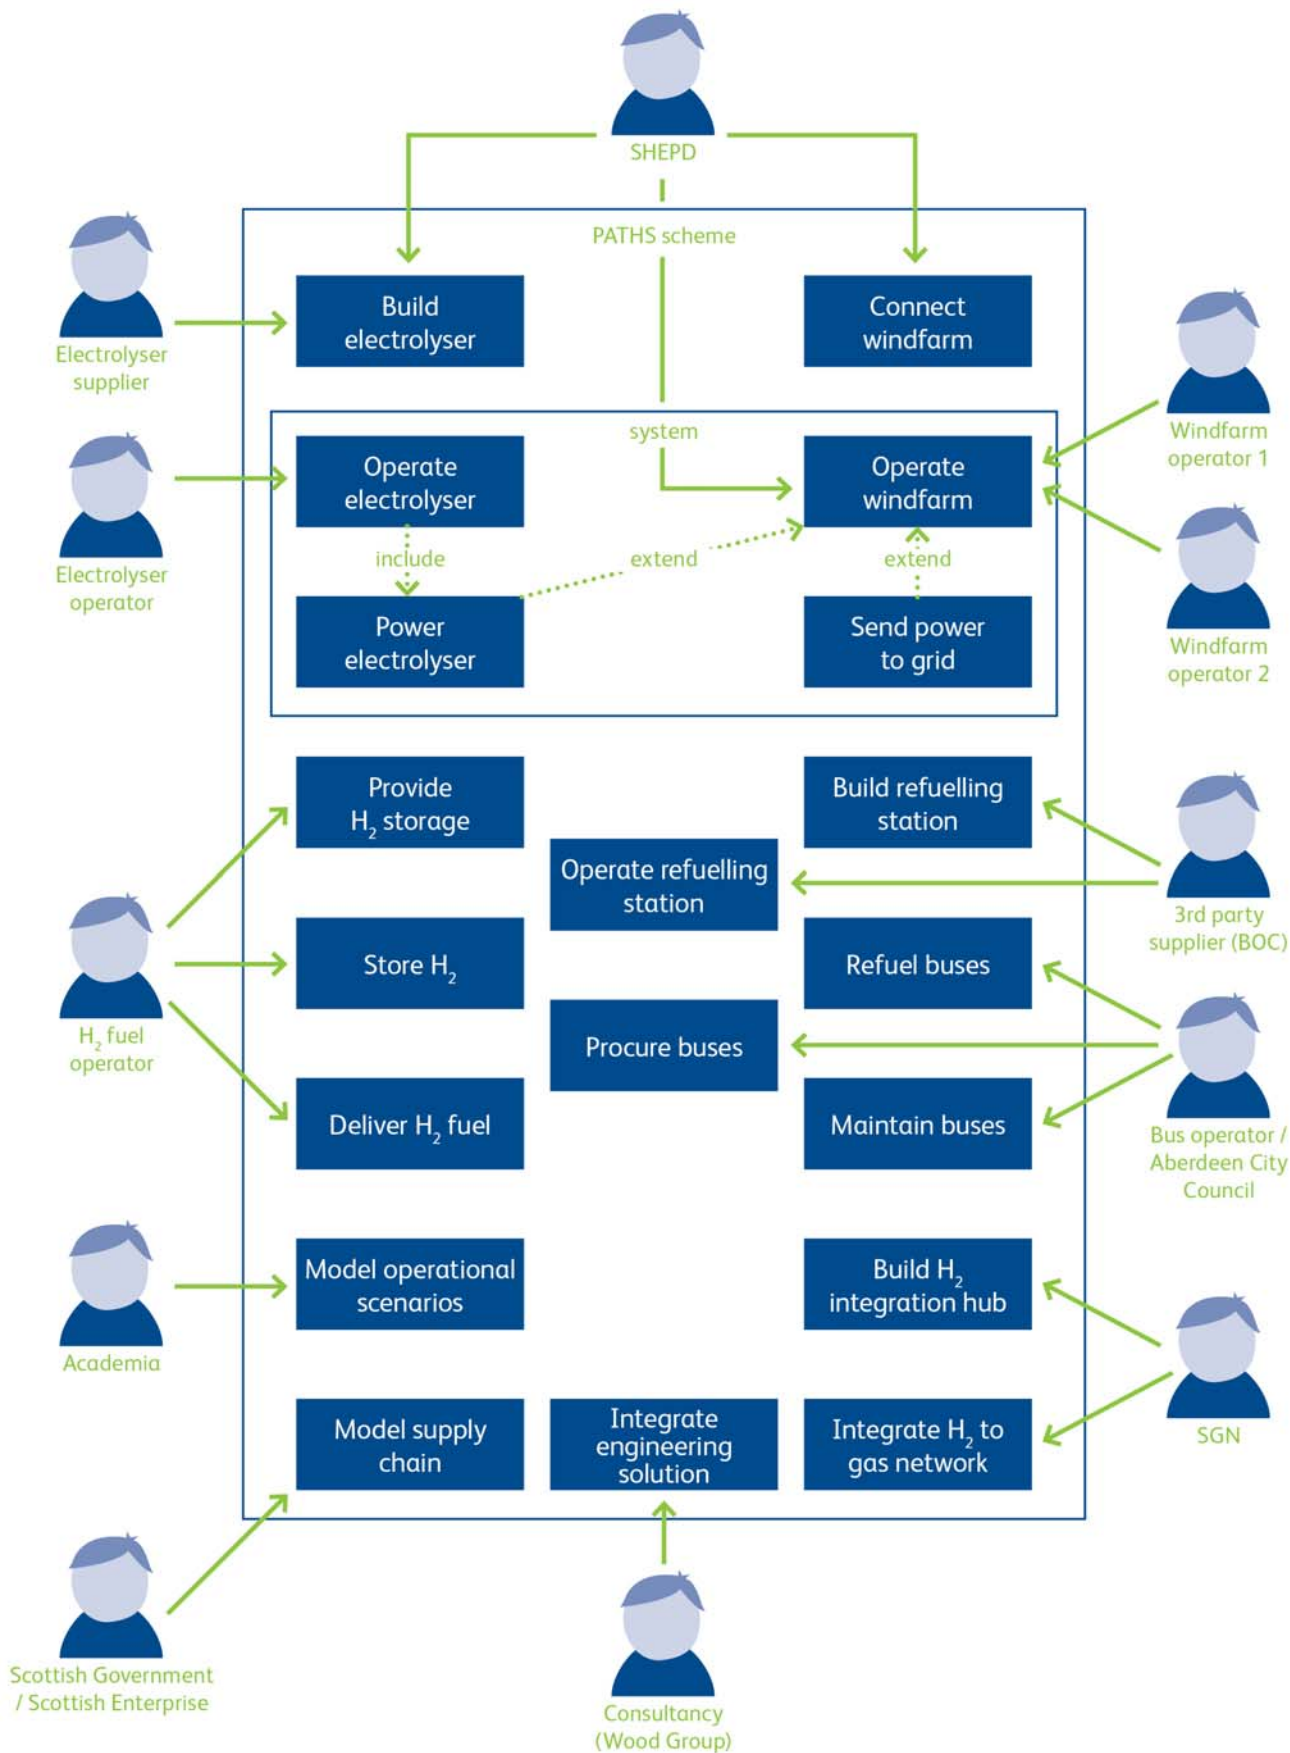 SHEPD
PATHS scheme
Electrolyser
supplier
Build
electrolyser
Connect
windfarm
Windfarm
operator 1
system
Electrolyser
operator
Operate
electrolyser
Operate
windfarm
include
extend
extend
Windfarm
operator 2
Power
electrolyser
Send power
to grid
Provide
H₂ storage
Build refuelling
station
Operate refuelling
station
3rd party
supplier (BOC)
H₂ fuel
operator
Store H₂
Refuel buses
Procure buses
Deliver H₂ fuel
Maintain buses
Bus operator /
Aberdeen City
Council
Academia
Model operational
scenarios
Build H₂
integration hub
SGN
Model supply
chain
Integrate
engineering
solution
Integrate H₂ to
gas network
Scottish Government
/ Scottish Enterprise
Consultancy
(Wood Group)